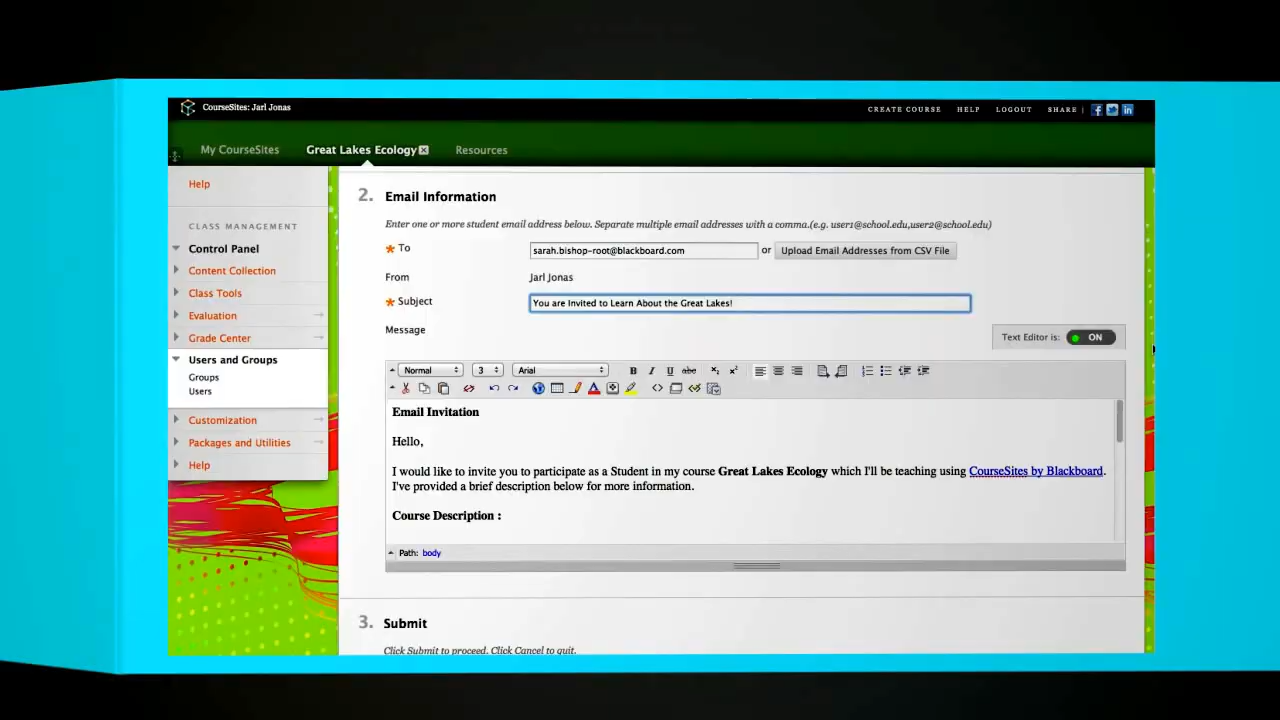 CourseSites: Jarl Jonas
CREATE COURSE HELP LOGOUT SHARE |
My CourseSites Great Lakes Ecology Resources
Help
CLASS MANAGEMENT
Control Panel
Content Collection
Class Tools
Evaluation
Grade Center
Users and Groups
Groups
Users
Customization
Packages and Utilities
Help
2. Email Information
Enter one or more student email address below. Separate multiple email addresses with a comma.(e.g. user1@school.edu,user2@school.edu)
To sarah.bishop-root@blackboard.com or Upload Email Addresses from CSV File
From Jarl Jonas
Subject You are Invited to Learn About the Great Lakes!
Message
Text Editor is: ON
Normal 3 Arial B I U abc x₂ x²
Email Invitation
Hello,
I would like to invite you to participate as a Student in my course Great Lakes Ecology which I'll be teaching using CourseSites by Blackboard.
I've provided a brief description below for more information.
Course Description :
Path: body
3. Submit
Click Submit to proceed. Click Cancel to quit.